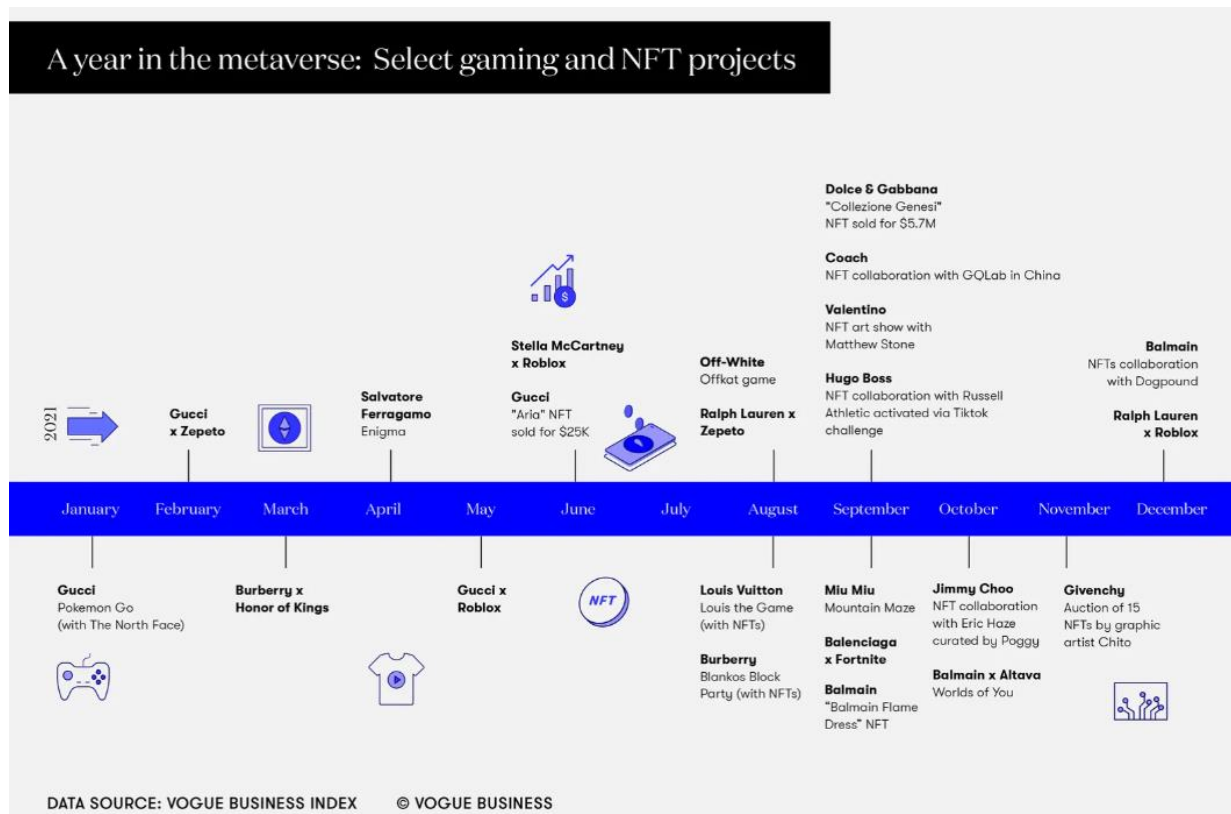 A year in the metaverse: Select gaming and NFT projects
2021
Gucci
x Zepeto
Salvatore
Ferragamo
Enigma
Stella McCartney
x Roblox
Gucci
"Aria" NFT
sold for $25K
Off-White
Offkat game
Ralph Lauren x
Zepeto
Dolce & Gabbana
"Collezione Genesi"
NFT sold for $5.7M
Coach
NFT collaboration with GQLab in China
Valentino
NFT art show with
Matthew Stone
Hugo Boss
NFT collaboration with Russell
Athletic activated via Tiktok
challenge
Balmain
NFTs collaboration
with Dogpound
Ralph Lauren
x Roblox
$
January February March April May June July August September October November December
Gucci
Pokemon Go
(with The North Face)
Burberry x
Honor of Kings
Gucci x
Roblox
NFT
Louis Vuitton
Louis the Game
(with NFTs)
Burberry
Blankos Block
Party (with NFTs)
Miu Miu
Mountain Maze
Balenciaga
x Fortnite
Balmain
“Balmain Flame
Dress” NFT
Jimmy Choo
NFT collaboration
with Eric Haze
curated by Poggy
Balmain x Altava
Worlds of You
Givenchy
Auction of 15
NFTs by graphic
artist Chito
DATA SOURCE: VOGUE BUSINESS INDEX © VOGUE BUSINESS